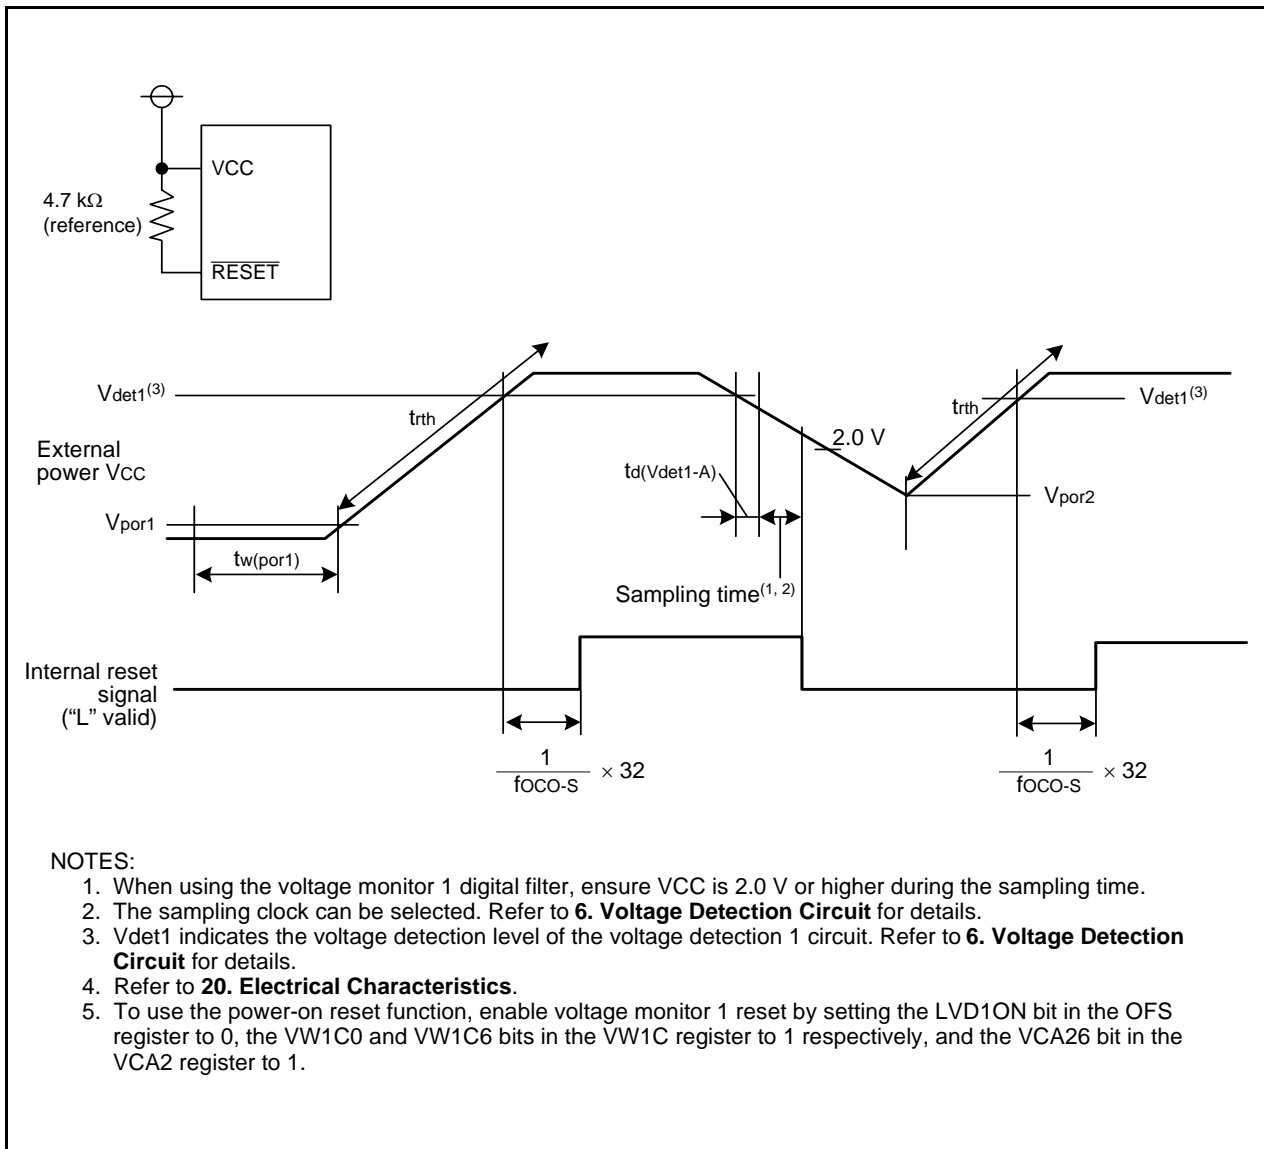 VCC
4.7 kΩ
(reference)
RESET
Vdet1(3)
trth
trth
Vdet1(3)
2.0 V
External
power VCC
td(Vdet1-A)
Vpor2
Vpor1
tw(por1)
Sampling time(1, 2)
Internal reset
signal
(“L” valid)
1
fOCO-S
× 32
1
fOCO-S
× 32
NOTES:
1. When using the voltage monitor 1 digital filter, ensure VCC is 2.0 V or higher during the sampling time.
2. The sampling clock can be selected. Refer to 6. Voltage Detection Circuit for details.
3. Vdet1 indicates the voltage detection level of the voltage detection 1 circuit. Refer to 6. Voltage Detection
Circuit for details.
4. Refer to 20. Electrical Characteristics.
5. To use the power-on reset function, enable voltage monitor 1 reset by setting the LVD1ON bit in the OFS
register to 0, the VW1C0 and VW1C6 bits in the VW1C register to 1 respectively, and the VCA26 bit in the
VCA2 register to 1.